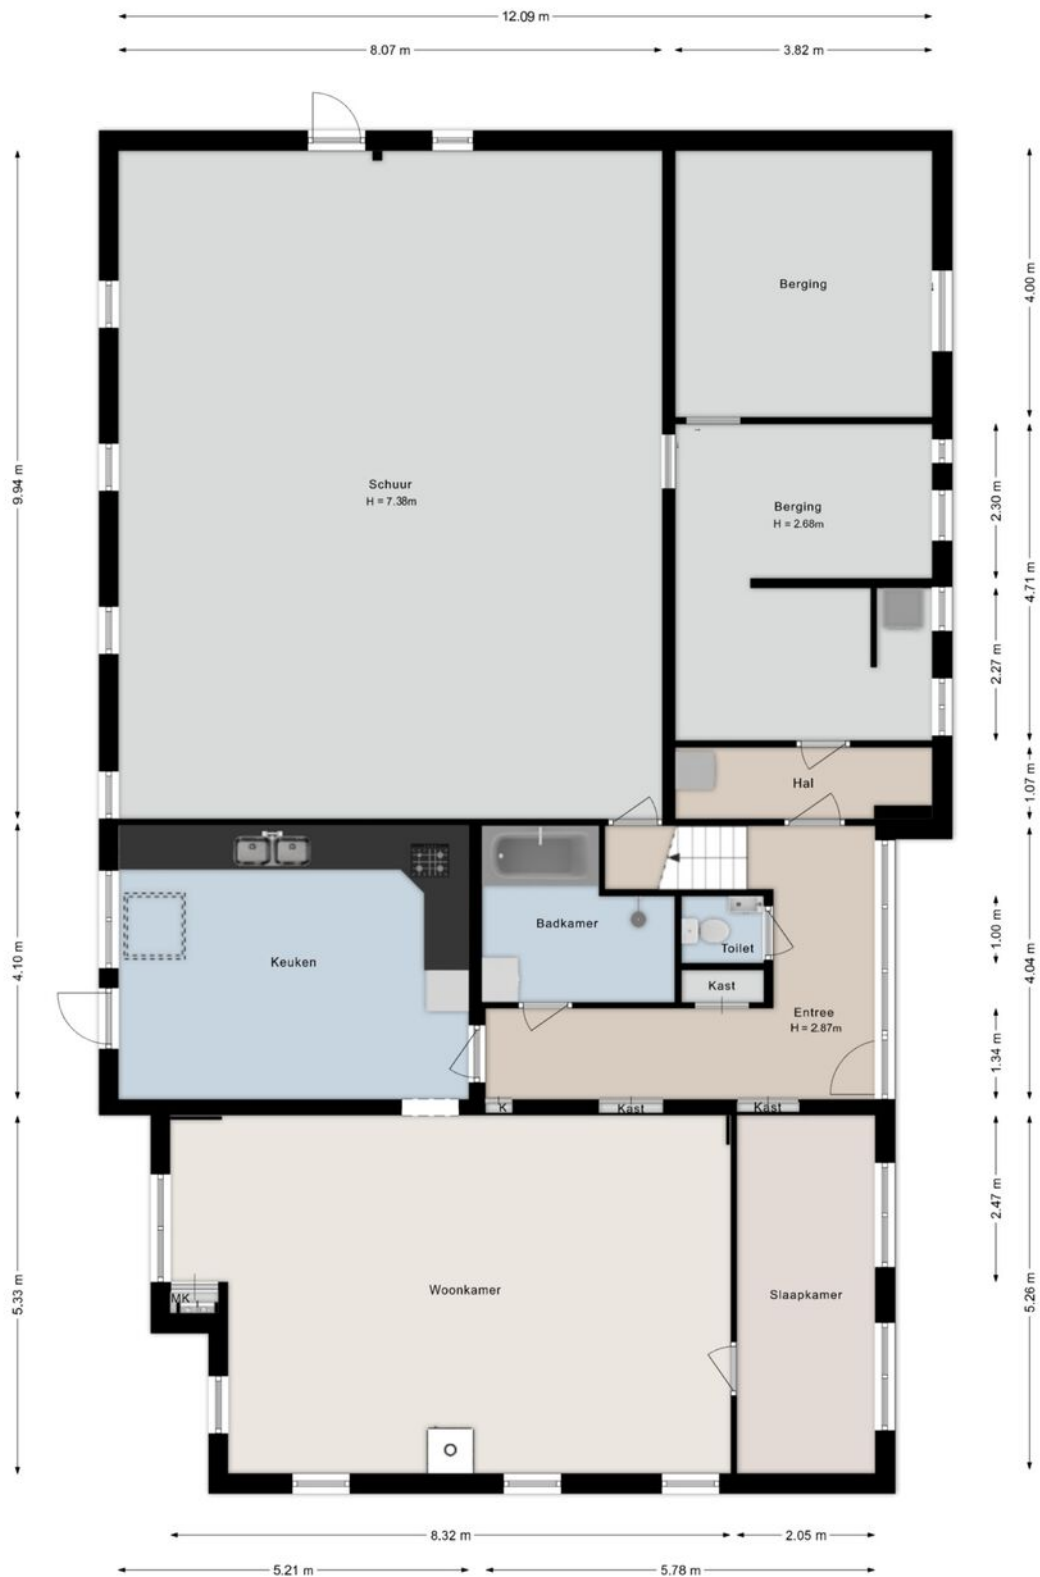 12.09 m
8.07 m
3.82 m
4.00 m
Berging
9.94 m
Schuur
H = 7.38m
Berging
H = 2.68m
2.30 m
4.71 m
2.27 m
Hal
1.07 m
4.10 m
Keuken
Badkamer
Toilet
Kast
1.00 m
4.04 m
Entree
H = 2.87m
1.34 m
K
Kast
Kast
2.47 m
5.33 m
MK
Woonkamer
Slaapkamer
5.26 m
8.32 m
2.05 m
5.21 m
5.78 m